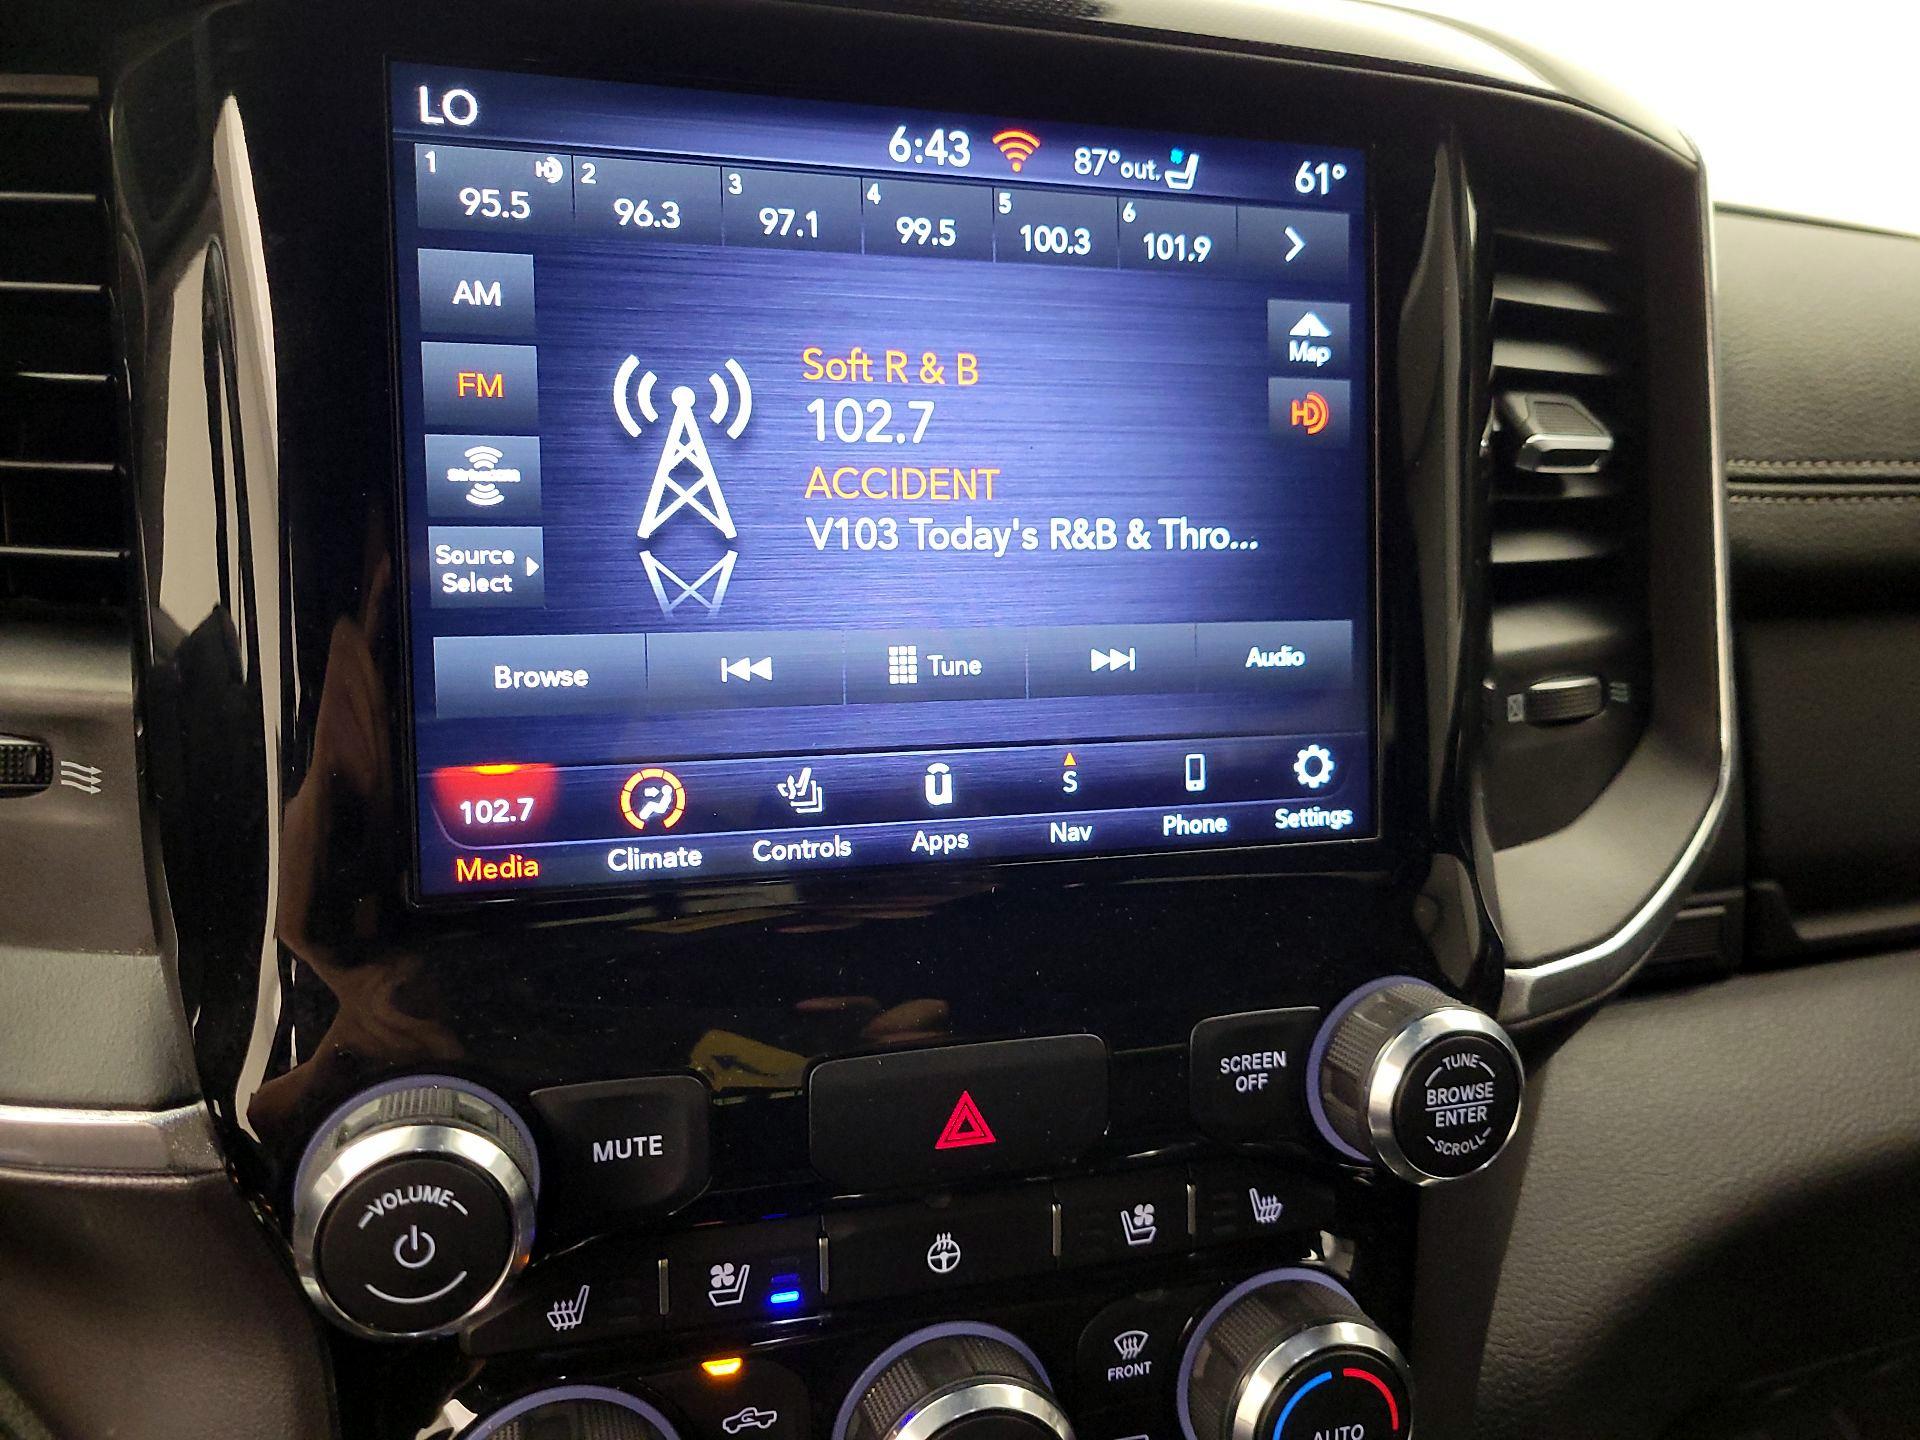 LO
6:43
87°out.
61°
1 95.5
2 96.3
3 97.1
4 99.5
5 100.3
6 101.9
AM
FM
SiriusXM
Source
Select
Soft R & B
102.7
ACCIDENT
V103 Today's R&B & Thro...
Map
HD
Browse
Tune
Audio
102.7
Media
Climate
Controls
Apps
S
Nav
Phone
Settings
VOLUME
MUTE
SCREEN
OFF
TUNE
BROWSE
ENTER
SCROLL
FRONT
AUTO